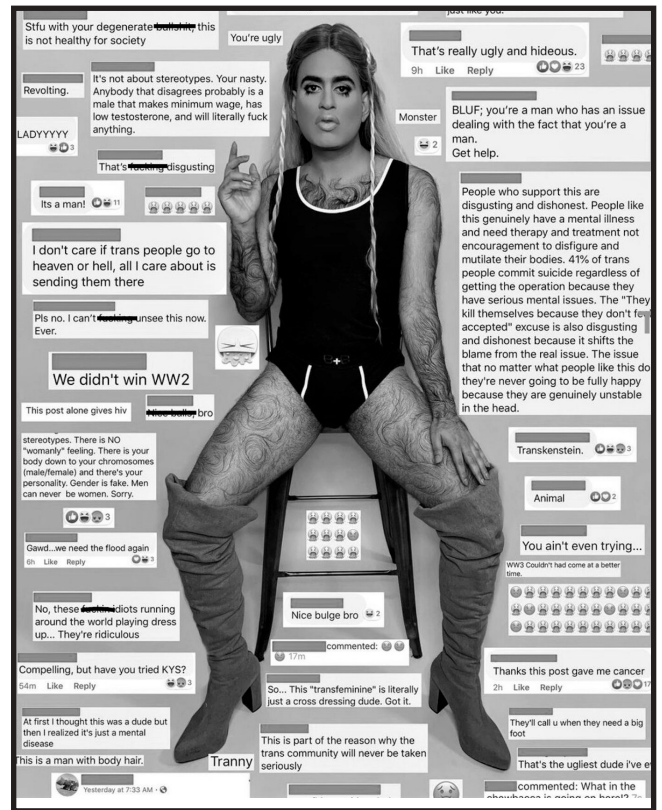 just like you.
Stfu with your degenerate bullshit, this
is not healthy for society
You're ugly
That's really ugly and hideous.
9h Like Reply 23
Revolting.
It's not about stereotypes. Your nasty.
Anybody that disagrees probably is a
male that makes minimum wage, has
low testosterone, and will literally fuck
anything.
Monster
2
BLUF; you're a man who has an issue
dealing with the fact that you're a
man.
Get help.
LADYYYYY
3
That's fucking disgusting
Its a man! 11
People who support this are
disgusting and dishonest. People like
this genuinely have a mental illness
and need therapy and treatment not
encouragement to disfigure and
mutilate their bodies. 41% of trans
people commit suicide regardless of
getting the operation because they
have serious mental issues. The "They
kill themselves because they don't
accepted" excuse is also disgusting
and dishonest because it shifts the
blame from the real issue. The issue
that no matter what people like this do
they're never going to be fully happy
because they are genuinely unstable
in the head.
I don't care if trans people go to
heaven or hell, all I care about is
sending them there
Pls no. I can't fucking unsee this now.
Ever.
We didn't win WW2
This post alone gives hiv
Nice balls, bro
stereotypes. There is NO
"womanly" feeling. There is your
body down to your chromosomes
(male/female) and there's your
personality. Gender is fake. Men
can never be women. Sorry.
3
Transkenstein. 3
Animal 2
Gawd...we need the flood again
6h Like Reply 3
You ain't even trying...
WW3 Couldn't had come at a better
time.
No, these fuckin idiots running
around the world playing dress
up... They're ridiculous
Nice bulge bro 2
commented:
17m
Compelling, but have you tried KYS?
54m Like Reply 3
So... This "transfeminine" is literally
just a cross dressing dude. Got it.
Thanks this post gave me cancer
2h Like Reply 17
At first I thought this was a dude but
then I realized it's just a mental
disease
They'll call u when they need a big
foot
This is a man with body hair.
Tranny
This is part of the reason why the
trans community will never be taken
seriously
That's the ugliest dude i've
Yesterday at 7:33 AM
commented: What in the